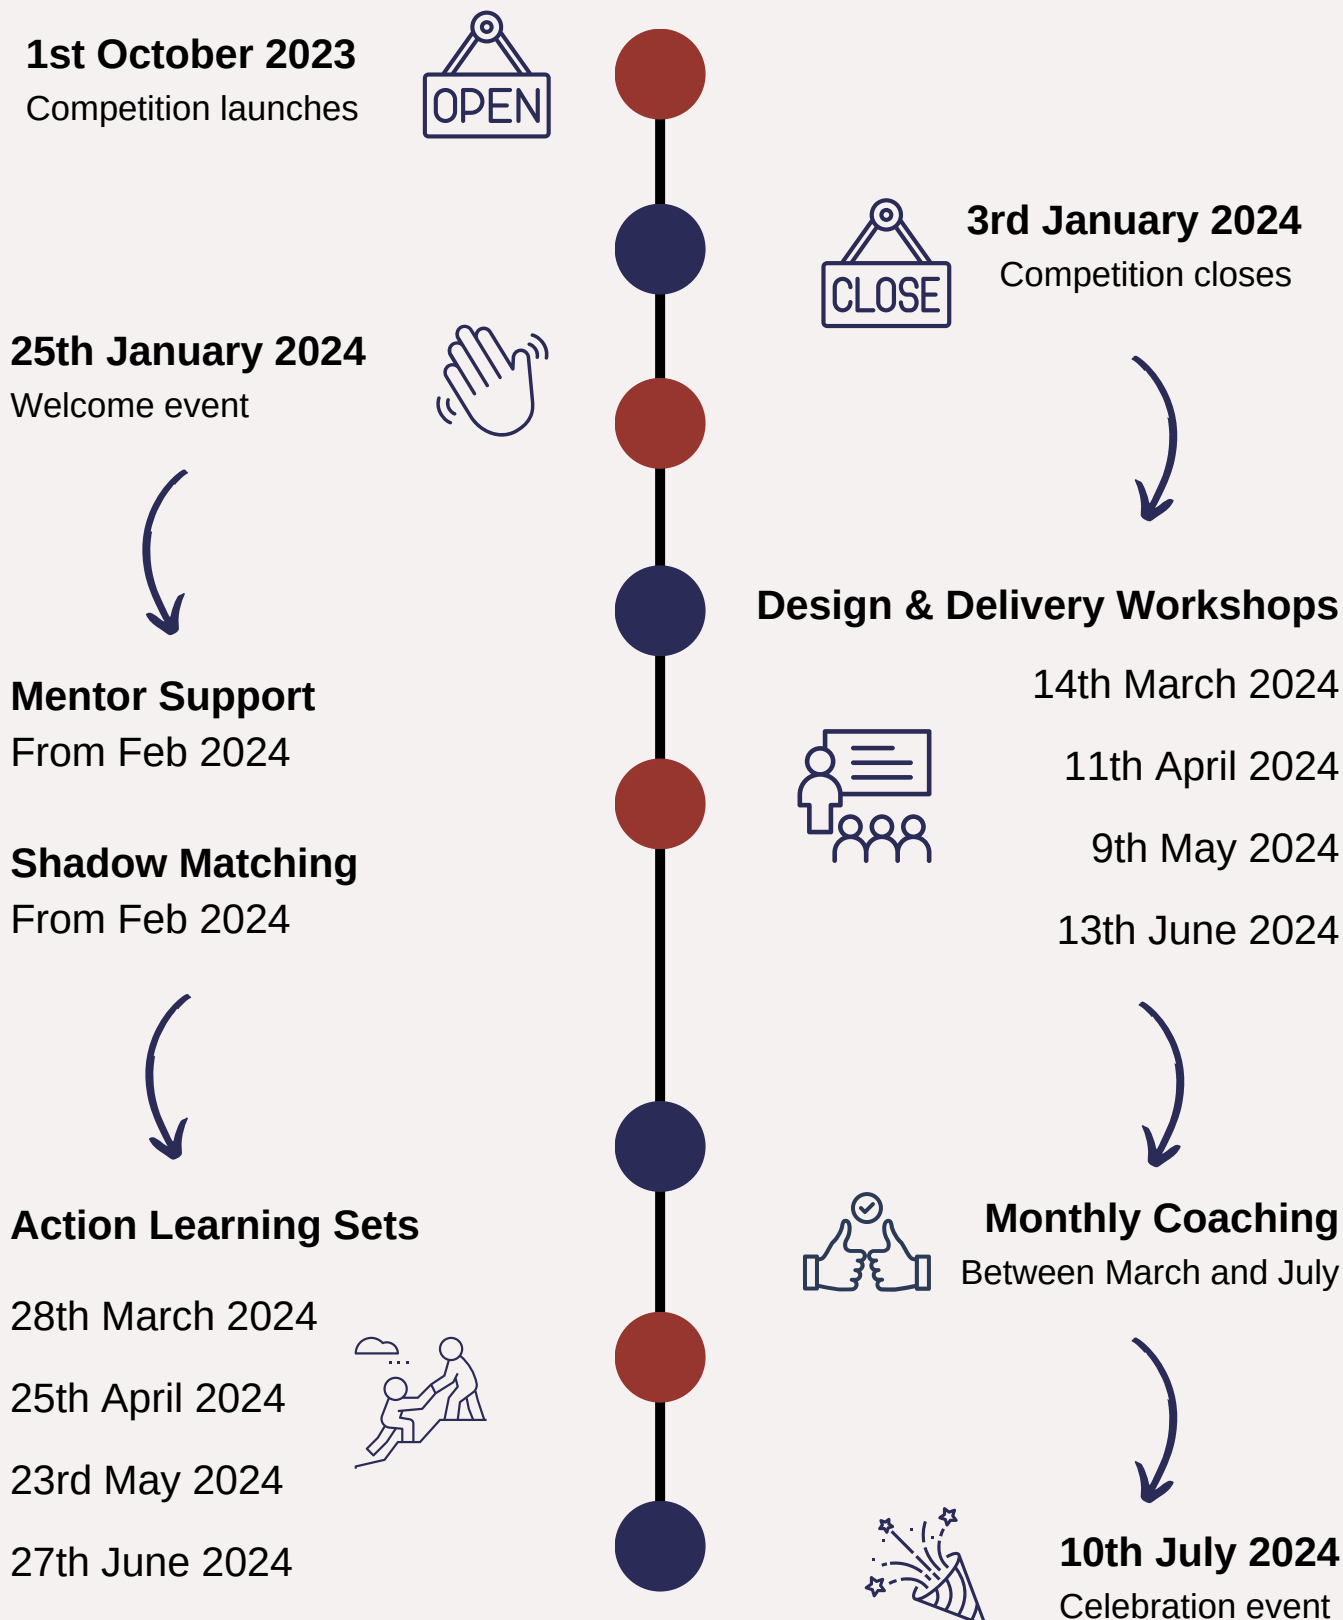 1st October 2023
Competition launches
OPEN
3rd January 2024
Competition closes
CLOSE
25th January 2024
Welcome event
Design & Delivery Workshops
14th March 2024
11th April 2024
9th May 2024
13th June 2024
Mentor Support
From Feb 2024
Shadow Matching
From Feb 2024
Monthly Coaching
Between March and July
Action Learning Sets
28th March 2024
25th April 2024
23rd May 2024
27th June 2024
10th July 2024
Celebration event